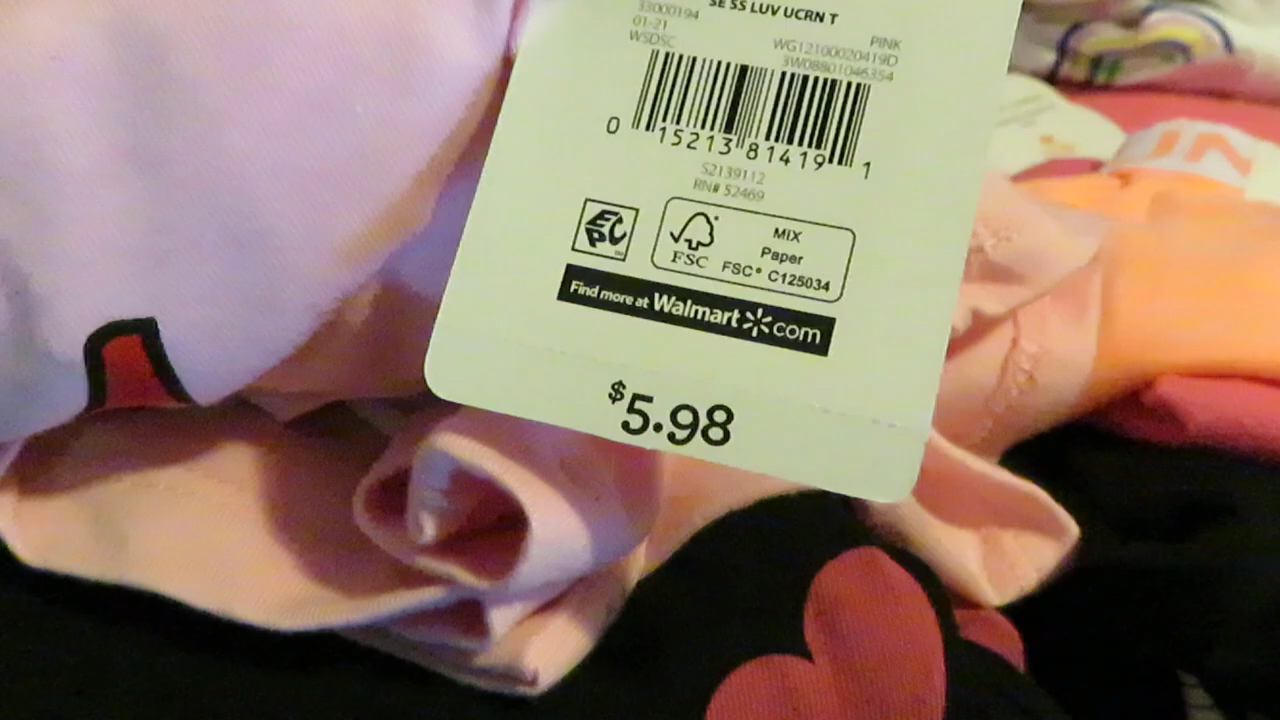 SE SS LUV UCRN T
33000194
01-21
WSDSC
PINK
WG12100020419D
3W08801046354
0 15213 81419 1
S2139112
RN# 52469
EPC
FSC
MIX
Paper
FSC® C125034
Find more at Walmart com
$5.98